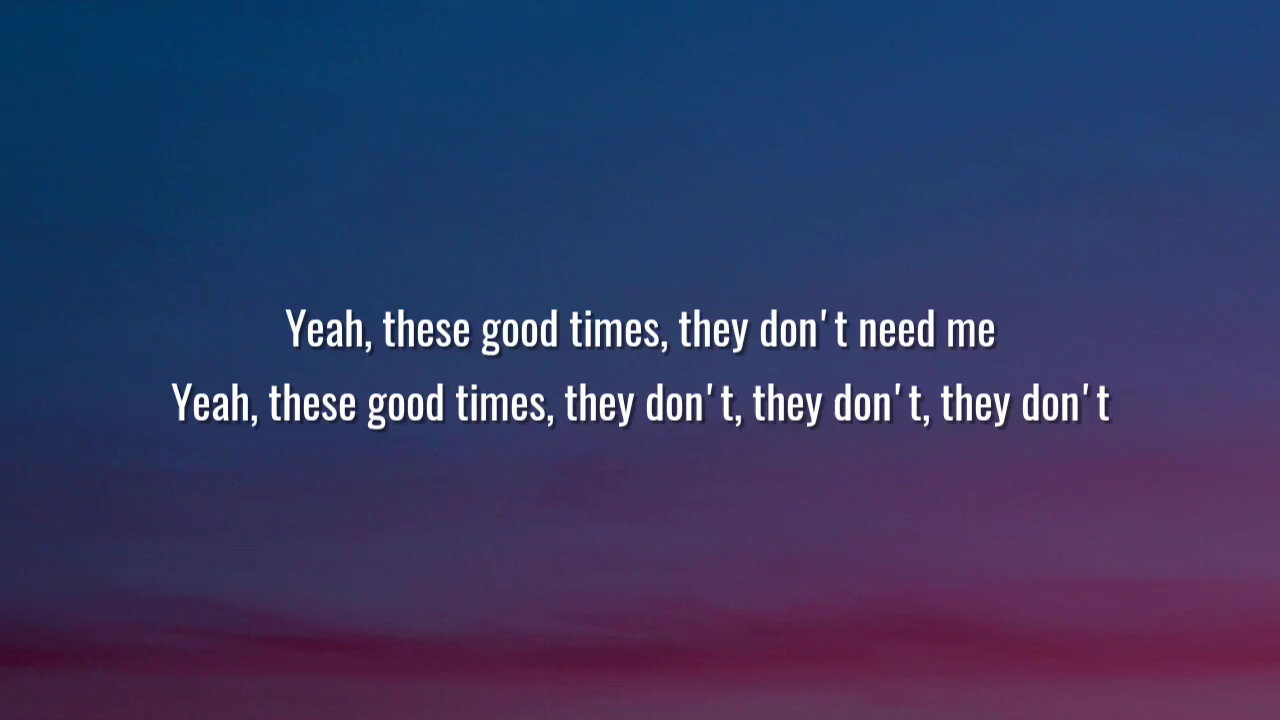 Yeah, these good times, they don't need me
Yeah, these good times, they don't, they don't, they don't